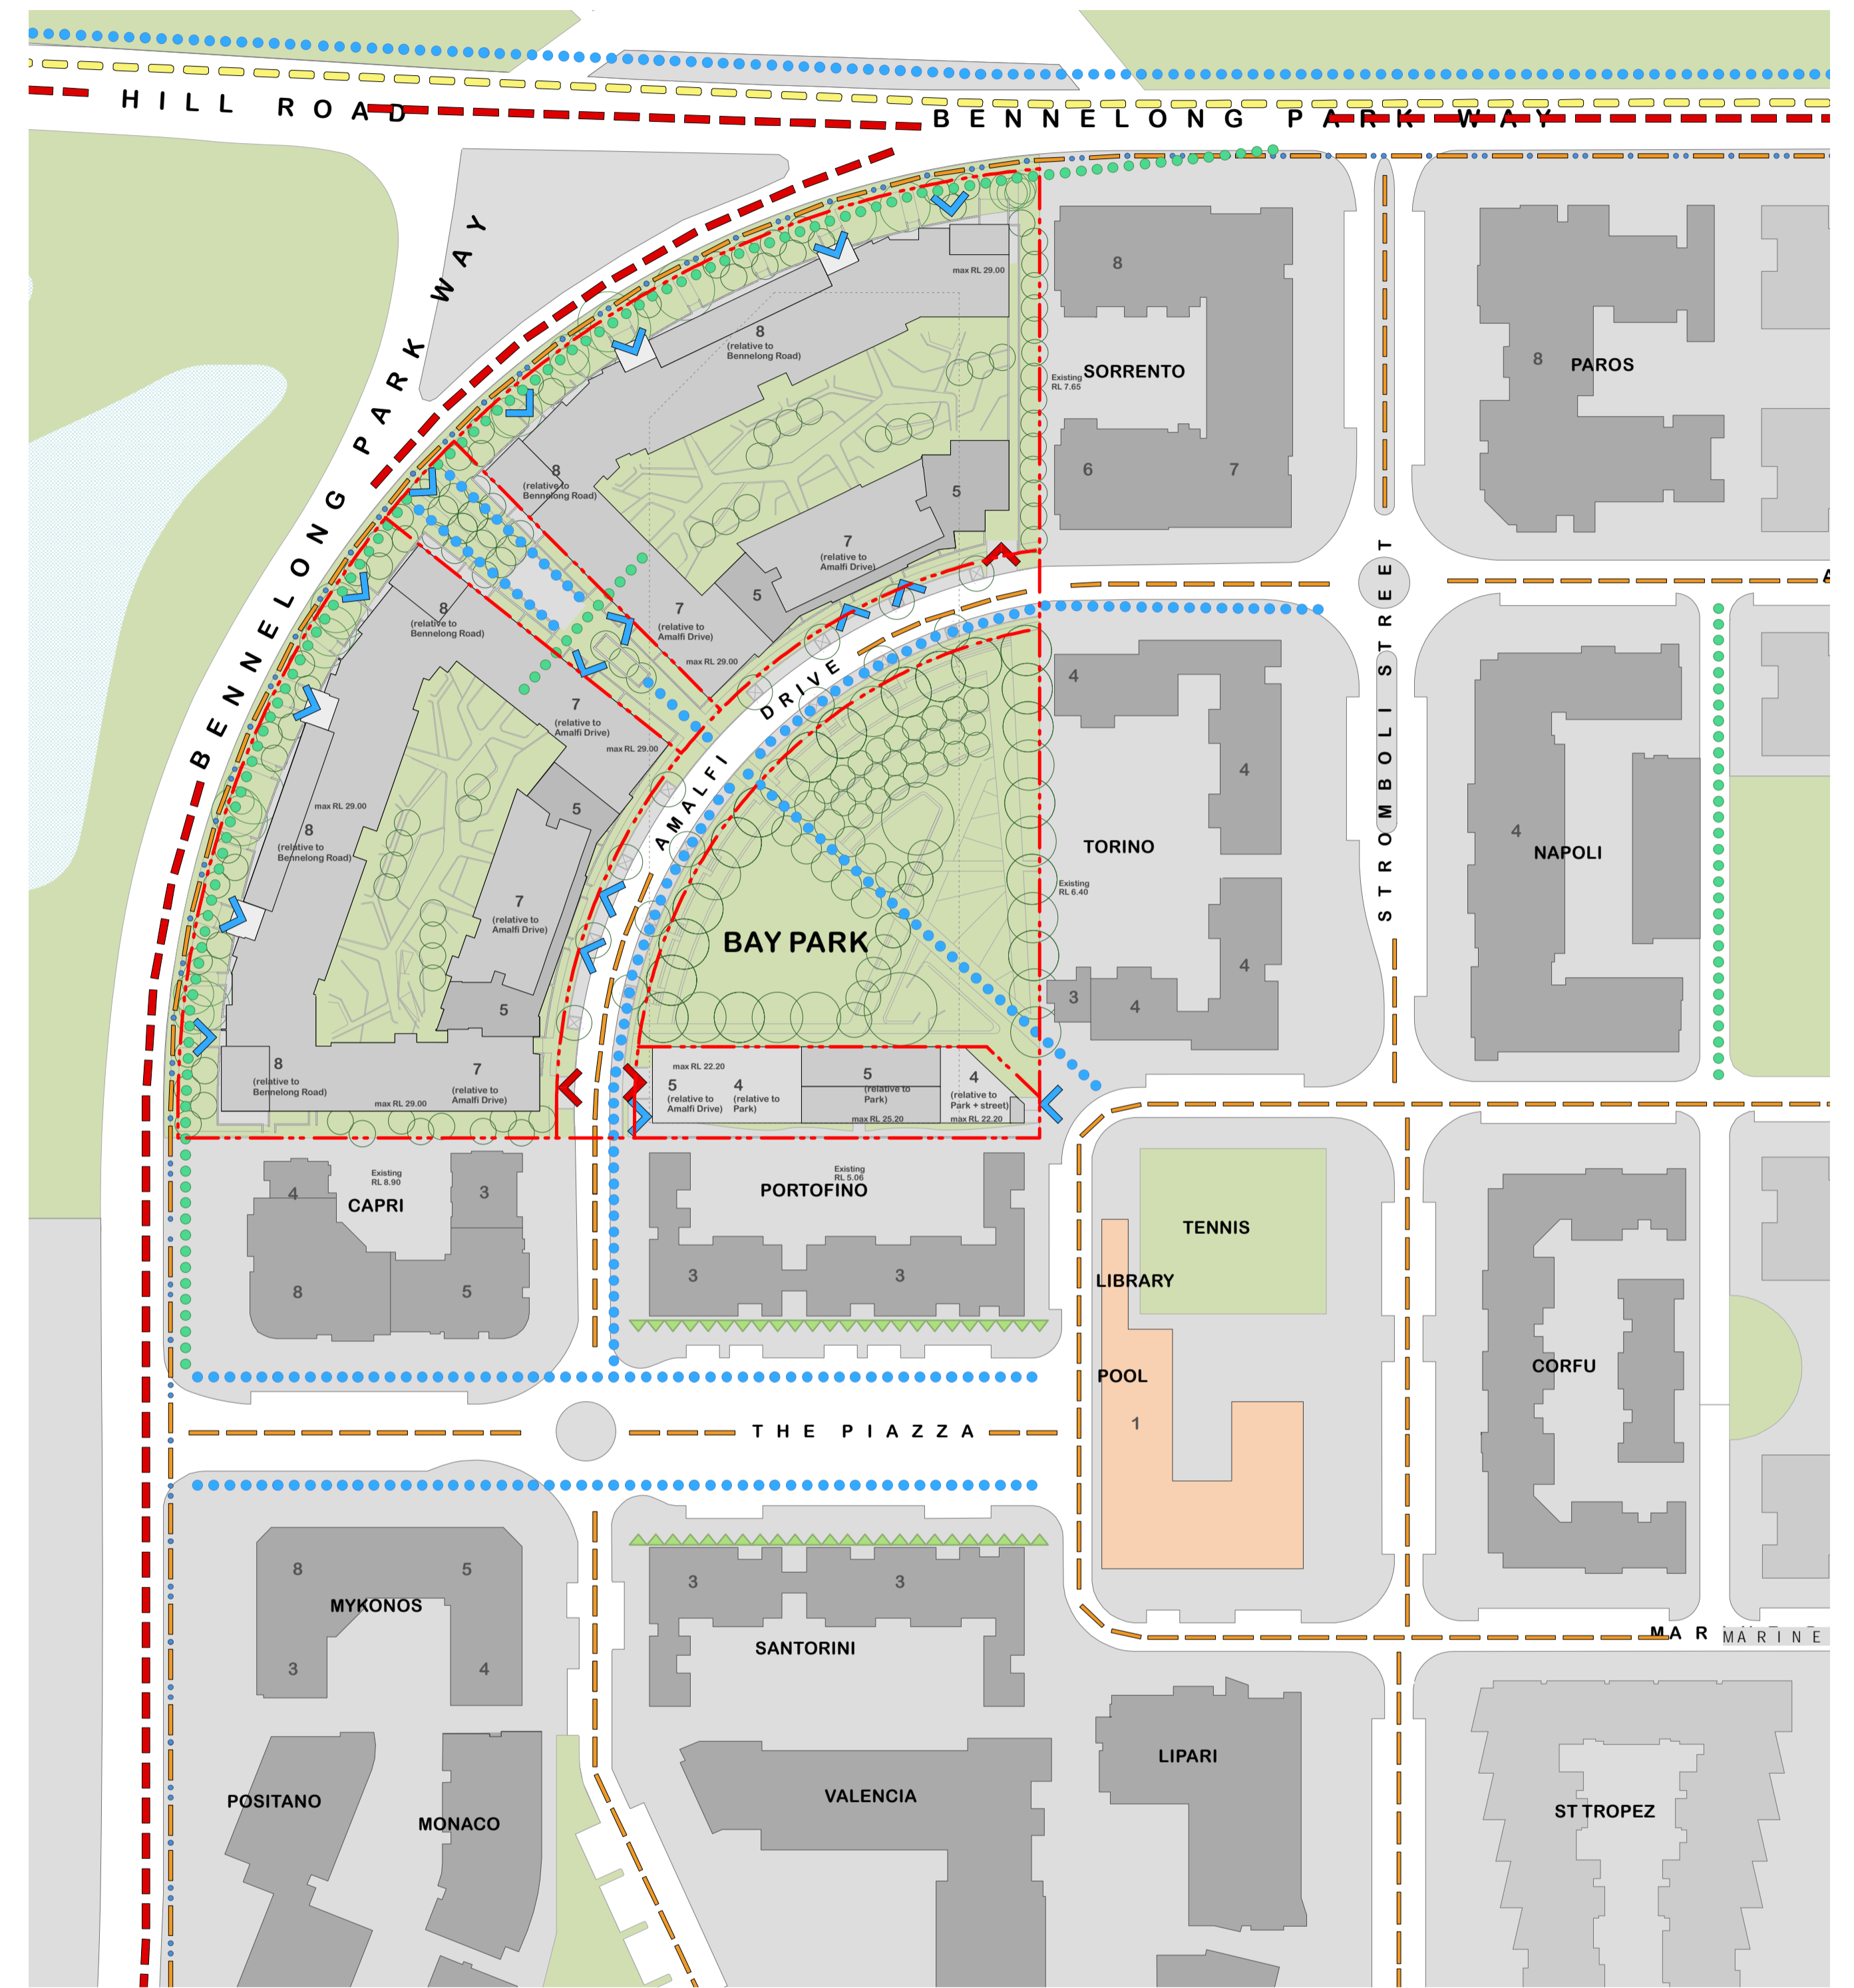 HILL ROAD
BENNELONG PARK WAY
BENNELONG PARK WAY
max RL 29.00
8
8
(relative to
Bennelong Road)
Existing
RL 7.65
SORRENTO
8
PAROS
8
(relative to
Bennelong Road)
6
7
5
7
(relative to
Amalfi Drive)
5
8
(relative to
Bennelong Road)
7
(relative to
Amalfi Drive)
max RL 29.00
STROMBOLI STREET
A
AMALFI DRIVE
4
7
(relative to
Amalfi Drive)
max RL 29.00
4
max RL 29.00
5
8
(relative to
Bennelong Road)
TORINO
4
NAPOLI
Existing
RL 6.40
7
(relative to
Amalfi Drive)
BAY PARK
4
3
4
5
8
(relative to
Bennelong Road)
7
(relative to
Amalfi Drive)
max RL 29.00
max RL 22.20
5
(relative to
Amalfi Drive)
4
(relative to
Park)
5
(relative to
Park)
max RL 25.20
4
(relative to
Park + street)
max RL 22.20
Existing
RL 8.90
CAPRI
4
3
8
5
Existing
RL 5.06
PORTOFINO
3
3
TENNIS
LIBRARY
POOL
1
CORFU
THE PIAZZA
8
5
MYKONOS
3
4
3
3
SANTORINI
MAR
MARINE
LIPARI
POSITANO
MONACO
VALENCIA
ST TROPEZ